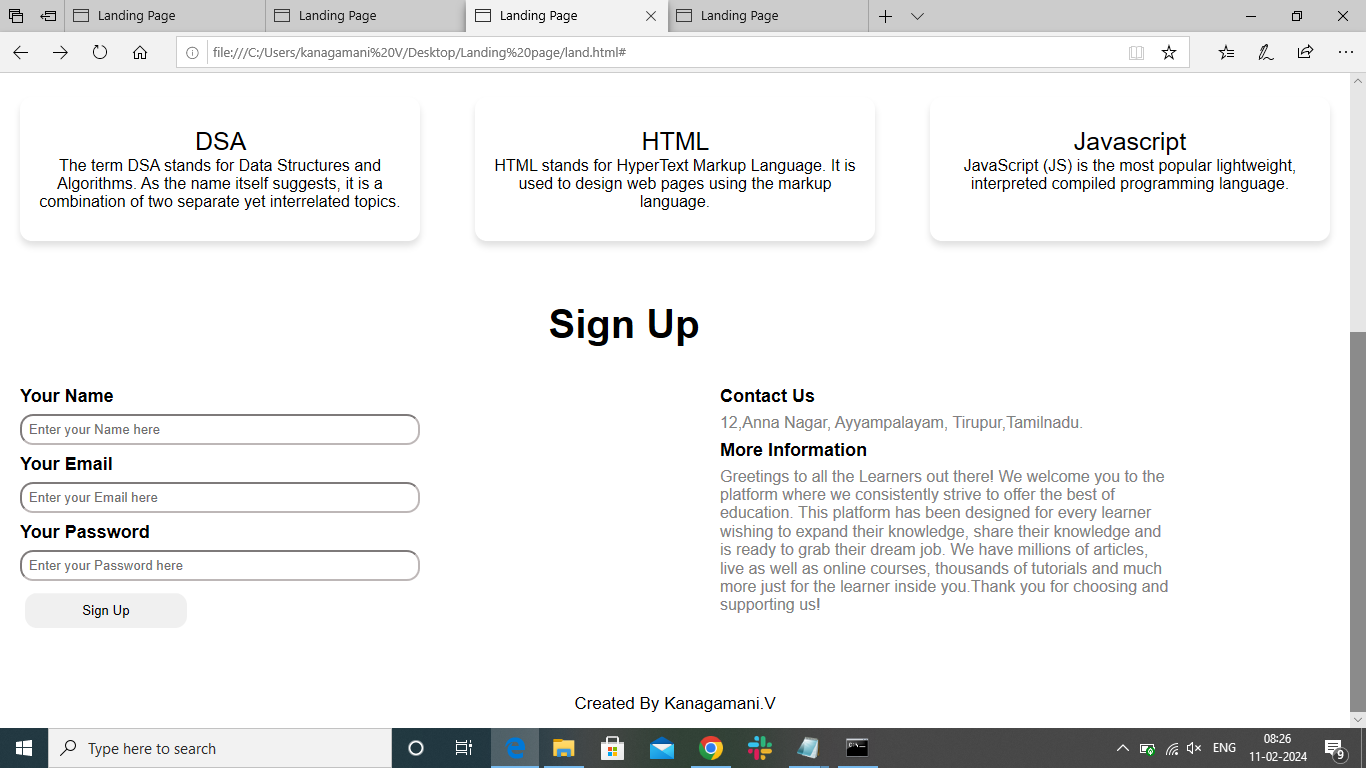 Landing Page
Landing Page
Landing Page
Landing Page
file:///C:/Users/kanagamani%20V/Desktop/Landing%20page/land.html#
DSA
The term DSA stands for Data Structures and
Algorithms. As the name itself suggests, it is a
combination of two separate yet interrelated topics.
HTML
HTML stands for HyperText Markup Language. It is
used to design web pages using the markup
language.
Javascript
JavaScript (JS) is the most popular lightweight,
interpreted compiled programming language.
Sign Up
Your Name
Enter your Name here
Your Email
Enter your Email here
Your Password
Enter your Password here
Sign Up
Contact Us
12,Anna Nagar, Ayyampalayam, Tirupur,Tamilnadu.
More Information
Greetings to all the Learners out there! We welcome you to the
platform where we consistently strive to offer the best of
education. This platform has been designed for every learner
wishing to expand their knowledge, share their knowledge and
is ready to grab their dream job. We have millions of articles,
live as well as online courses, thousands of tutorials and much
more just for the learner inside you.Thank you for choosing and
supporting us!
Created By Kanagamani.V
Type here to search
ENG
08:26
11-02-2024
9